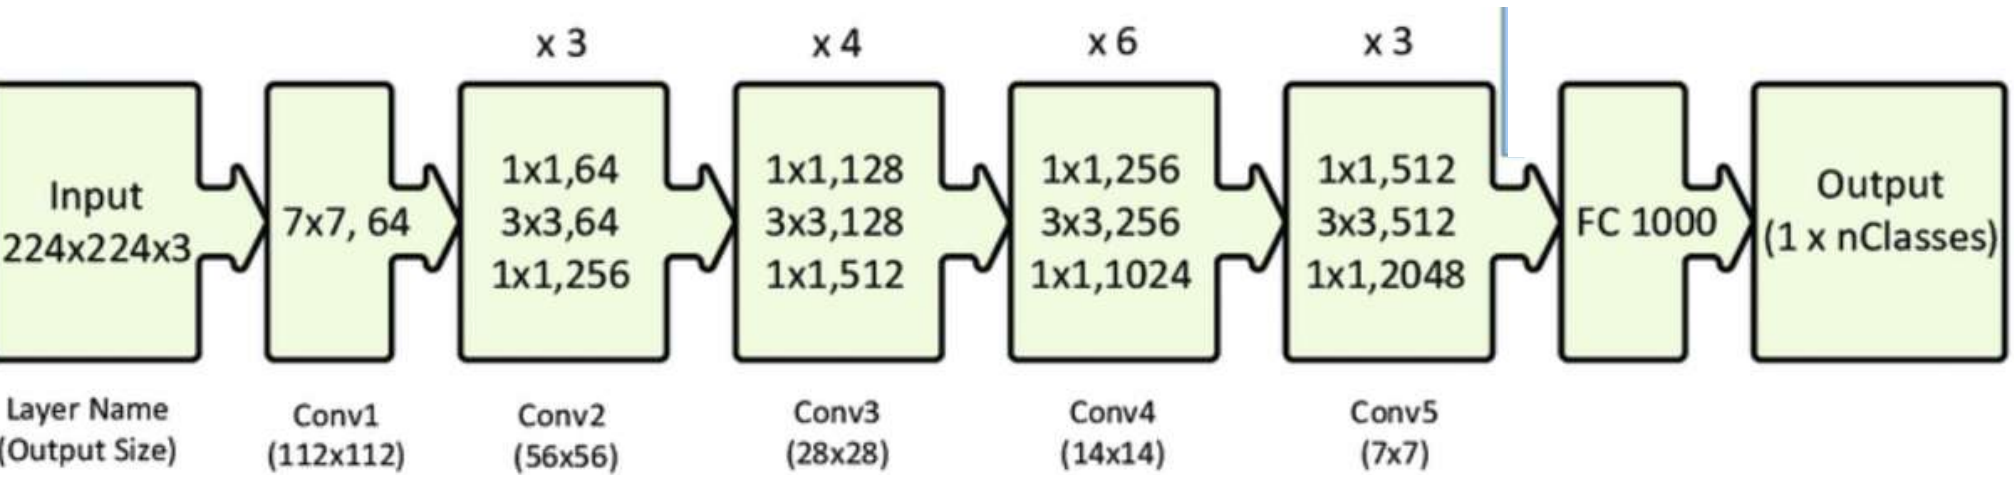 x 3
x 4
x 6
x 3
Input
224x224x3
7x7, 64
1x1,64
3x3,64
1x1,256
1x1,128
3x3,128
1x1,512
1x1,256
3x3,256
1x1,1024
1x1,512
3x3,512
1x1,2048
FC 1000
Output
(1 x nClasses)
Layer Name
(Output Size)
Conv1
(112x112)
Conv2
(56x56)
Conv3
(28x28)
Conv4
(14x14)
Conv5
(7x7)